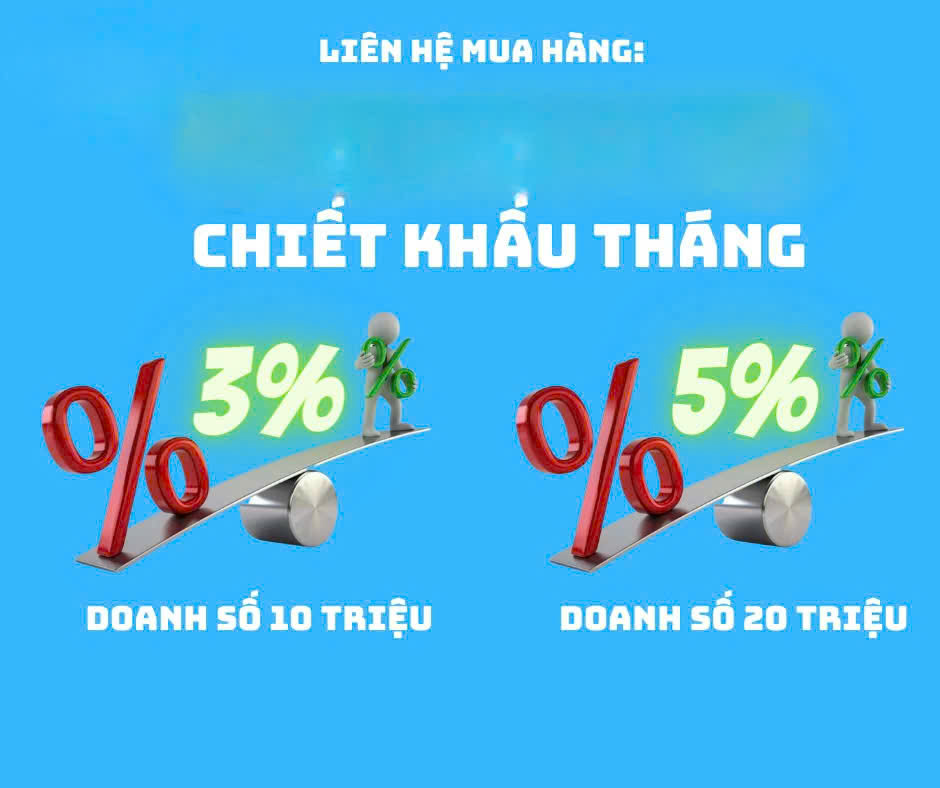 LIÊN HỆ MUA HÀNG:
CHIẾT KHẤU THÁNG
3%
5%
DOANH SỐ 10 TRIỆU
DOANH SỐ 20 TRIỆU